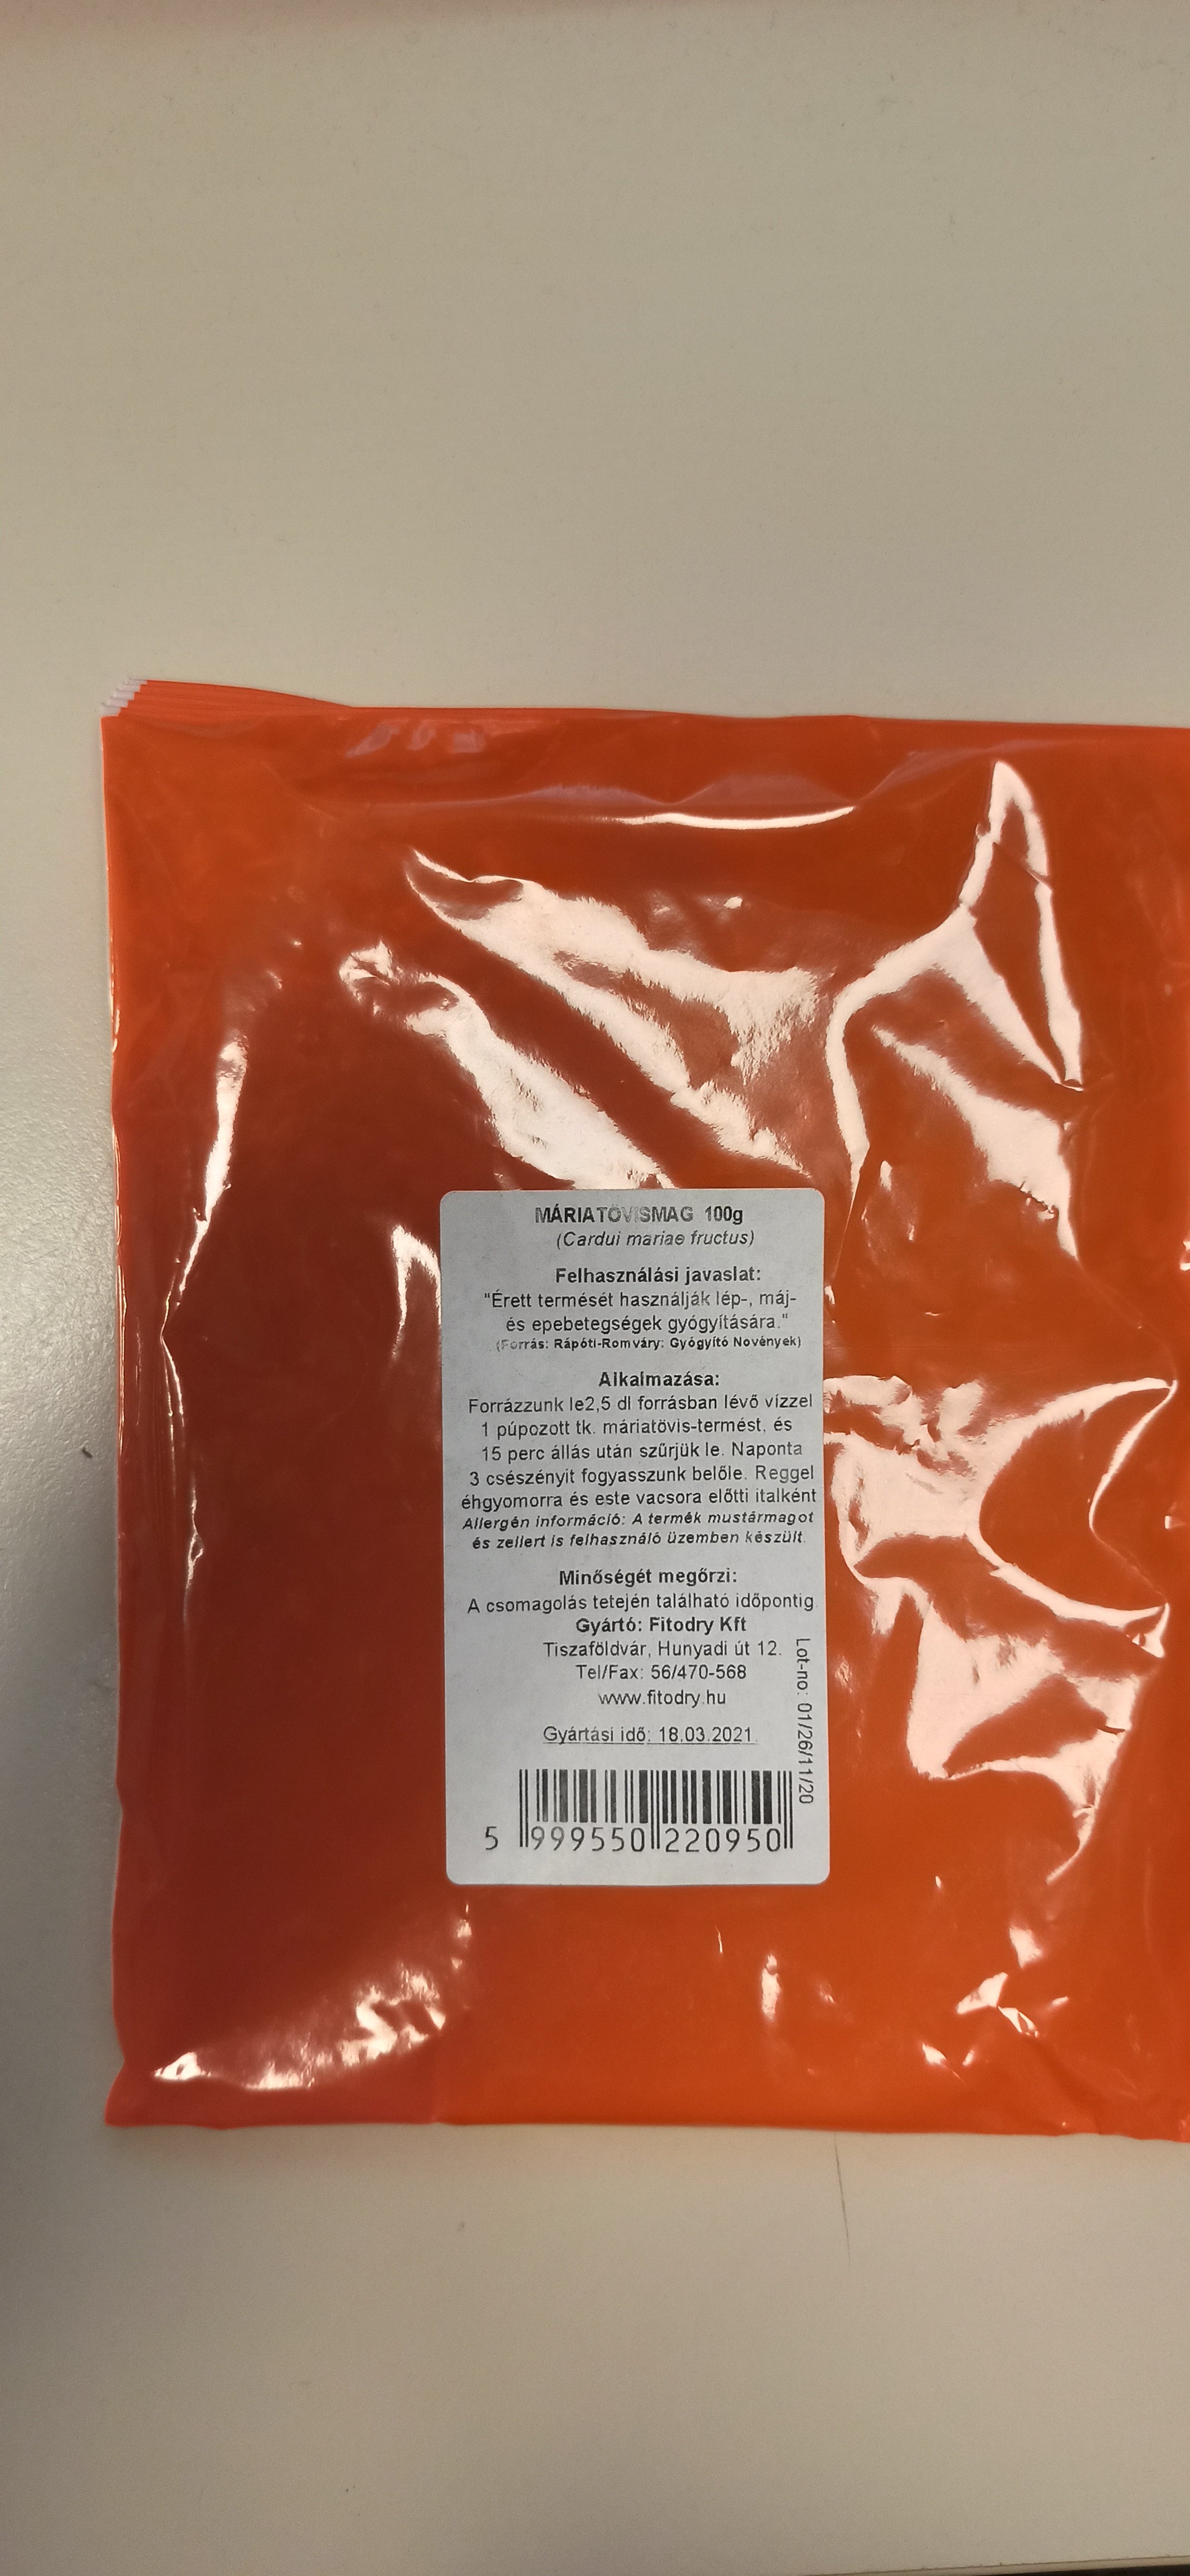 MÁRIATÖVISMAG 100g
(Cardui mariae fructus)
Felhasználási javaslat:
"Érett termését használják lép-, máj-
és epebetegségek gyógyítására."
(Forrás: Rápóti-Romváry: Gyógyító Novények)
Alkalmazása:
Forrázzunk le2,5 dl forrásban lévő vízzel
1 púpozott tk. máriatövis-termést, és
15 perc állás után szűrjük le. Naponta
3 csészényit fogyasszunk belőle. Reggel
éhgyomorra és este vacsora előtti italként
Allergén információ: A termék mustármagot
és zellert is felhasználó üzemben készült.
Minőségét megőrzi:
A csomagolás tetején található időpontig
Gyártó: Fitodry Kft
Tiszaföldvár, Hunyadi út 12.
Tel/Fax: 56/470-568
www.fitodry.hu
Gyártási idő: 18.03.2021.
Lot-no: 01/26/11/20
5 999550 220950